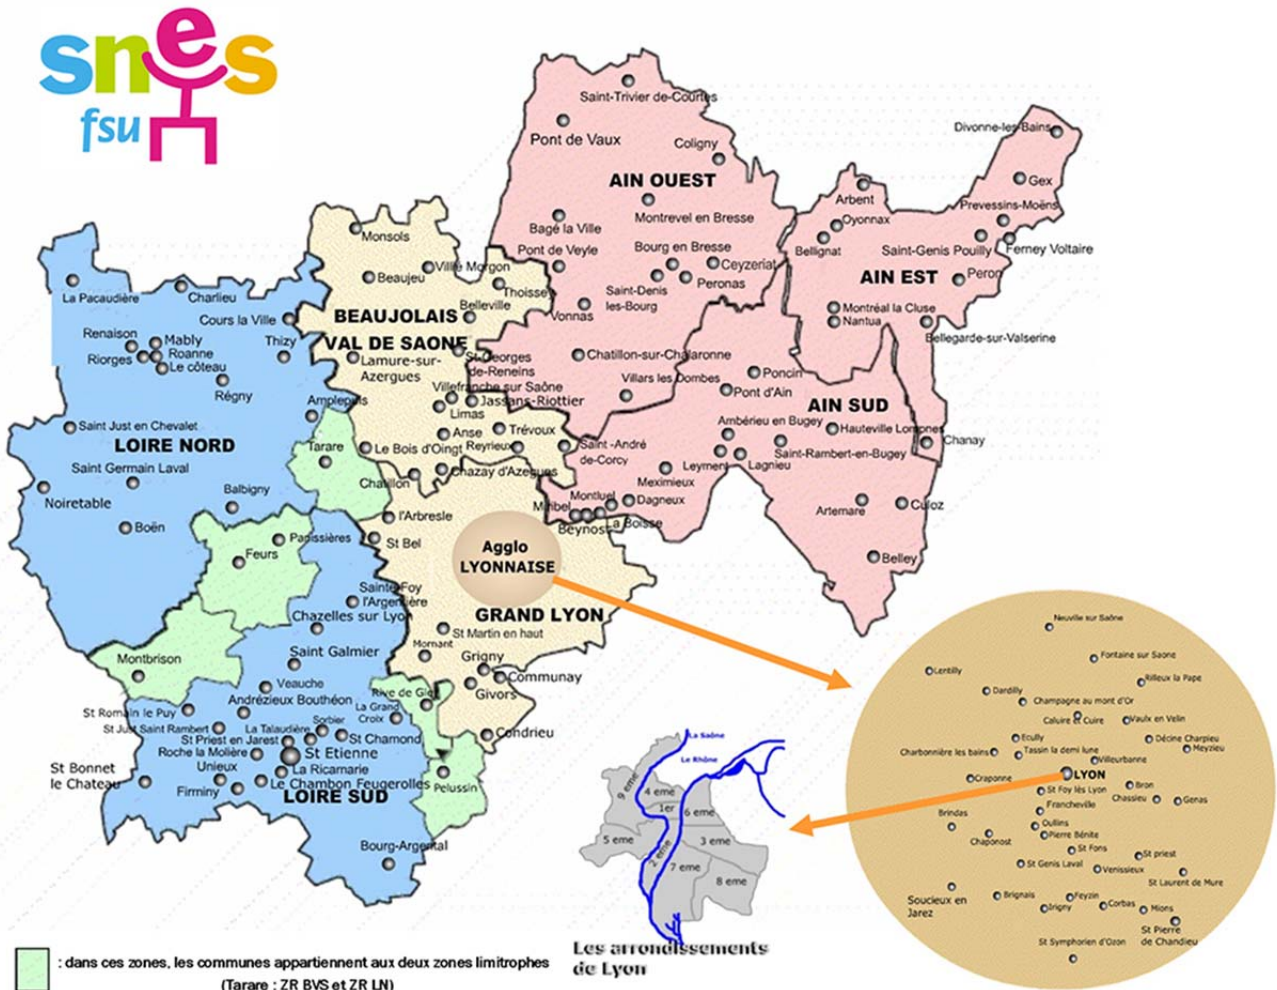 snes
fsu
Saint-Trivier de-Courtes
Pont de Vaux
Coligny
AIN OUEST
Montrevel en Bresse
Bagé la Ville
Pont de Veyle
Bourg en Bresse
Ceyzeriat
Saint-Denis
les-Bourg
Peronas
Vonnas
Chatillon-sur-Chalaronne
Villars les Dombes
Divonne-les-Bains
Gex
Prevessins-Moëns
Arbent
Oyonnax
Bellignat
Saint-Genis Pouilly
Ferney Voltaire
AIN EST
Peron
Montréal la Cluse
Nantua
Bellegarde-sur-Valserine
Poncin
Pont d'Ain
AIN SUD
Ambérieu en Bugey
Hauteville Lompnes
Chanay
Saint-Rambert-en-Bugey
Leyment
Lagnieu
Saint -André
de-Corcy
Meximieux
Montluel
Dagneux
Miribel
Beynost
La Boisse
Artemare
Culoz
Belley
Monsols
Beaujeu
Villié Morgon
Thoissey
Belleville
BEAUJOLAIS
VAL DE SAONE
Lamure-sur-
Azergues
St Georges
de-Reneins
Villefranche sur Saône
Jassans-Riottier
Limas
Anse
Trévoux
Le Bois d'Oingt
Reyrieux
Chatillon
Chazay d'Azegues
La Pacaudière
Charlieu
Cours la Ville
Renaison
Mably
Thizy
Riorges
Roanne
Le côteau
Régny
Amplepuis
Saint Just en Chevalet
LOIRE NORD
Tarare
Saint Germain Laval
Noiretable
Balbigny
Boën
Panissières
Feurs
l'Arbresle
St Bel
Agglo
LYONNAISE
GRAND LYON
Sainte Foy
l'Argentière
Chazelles sur Lyon
St Martin en haut
Mornant
Saint Galmier
Grigny
Communay
Givors
Montbrison
Veauche
Rive de Gier
Andrézieux Bouthéon
La Grand
Croix
St Romain le Puy
St Just Saint Rambert
La Talaudière
Sorbier
St Chamond
Condrieu
St Priest en Jarest
Roche la Molière
St Etienne
St Bonnet
le Chateau
Unieux
La Ricamarie
Le Chambon Feugerolles
Pelussin
Firminy
LOIRE SUD
Bourg-Argental
Neuville sur Saône
Fontaine sur Saone
Lentilly
Rilleux la Pape
Dardilly
Champagne au mont d'Or
Caluire et Cuire
Vaulx en Velin
Ecully
Décine Charpieu
Charbonnière les bains
Tassin la demi lune
Meyzieu
Villeurbanne
Craponne
LYON
St Foy lès Lyon
Bron
Chassieu
Genas
Francheville
Brindas
Oullins
Chaponost
Pierre Bénite
St Fons
St Genis Laval
St priest
Venissieux
St Laurent de Mure
Soucieux en
Jarez
Brignais
Feyzin
Irigny
Corbas
Mions
St Pierre
de Chandieu
St Symphorien d'Ozon
La Saône
Le Rhône
9 eme
4 eme
1er
6 eme
5 eme
2 eme
3 eme
7 eme
8 eme
Les arrondissements
de Lyon
: dans ces zones, les communes appartiennent aux deux zones limitrophes
(Tarare : ZR BVS et ZR LN)